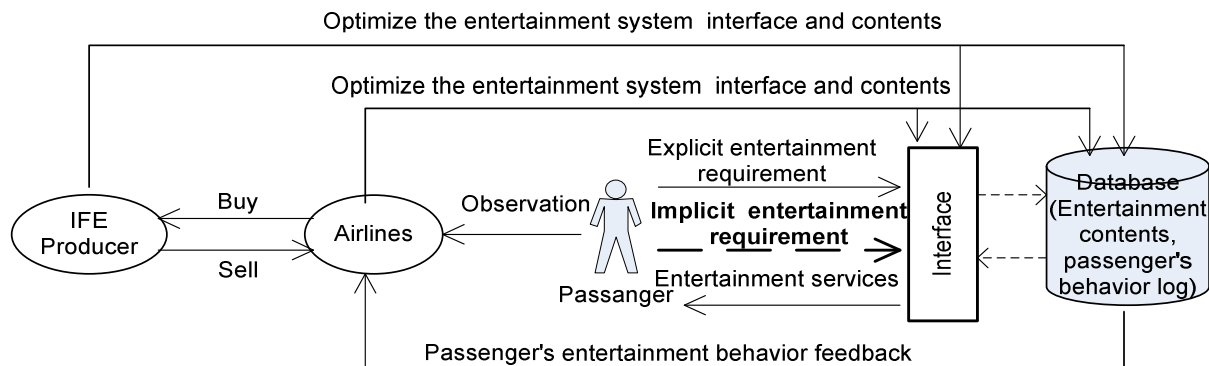 Optimize the entertainment system interface and contents
Optimize the entertainment system interface and contents
Explicit entertainment
requirement
Buy
Observation
Implicit entertainment
requirement
IFE
Producer
Airlines
Sell
Entertainment services
Passanger
Interface
Database
(Entertainment
contents,
passenger's
behavior log)
Passenger's entertainment behavior feedback